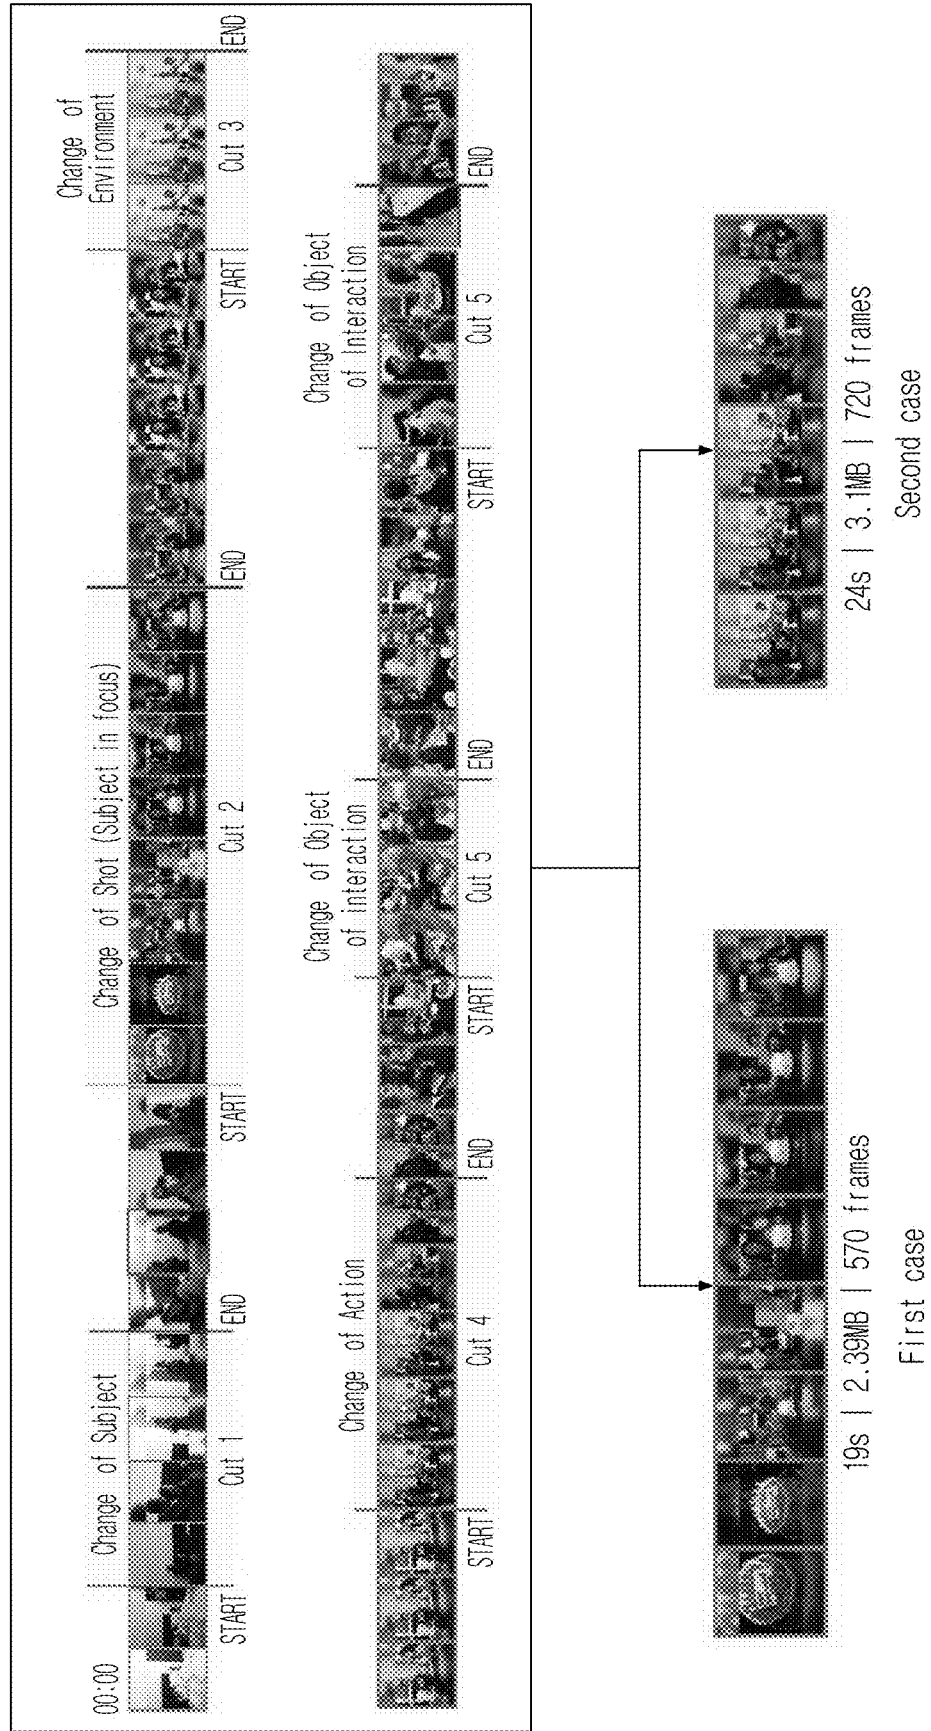 00:00
Change of Subject
Change of Shot (Subject in focus)
Change of
Environment
START
Cut 1
END
START
Cut 2
END
START
Cut 3
END
Change of Action
Change of Object
of interaction
Change of Object
of Interaction
START
Cut 4
END
START
Cut 5
END
START
Cut 5
END
19s | 2.39MB | 570 frames
First case
24s | 3.1MB | 720 frames
Second case